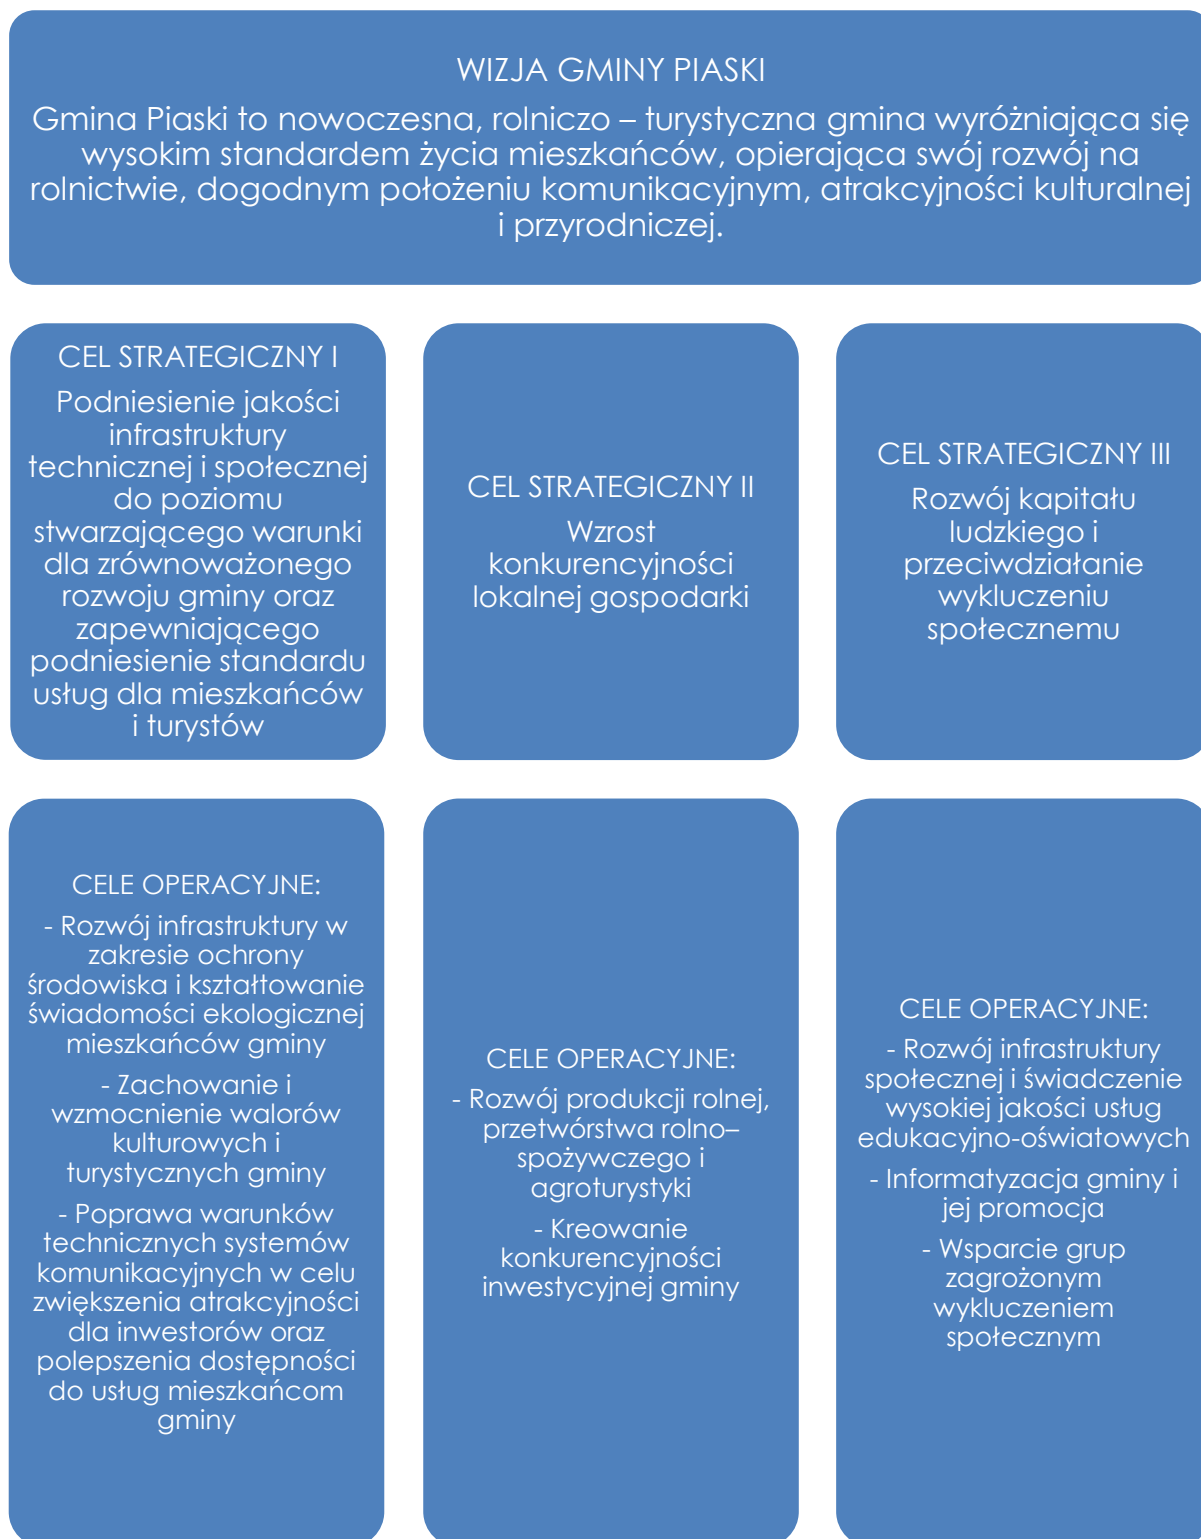 WIZJA GMINY PIASKI
Gmina Piaski to nowoczesna, rolniczo – turystyczna gmina wyróżniająca się
wysokim standardem życia mieszkańców, opierająca swój rozwój na
rolnictwie, dogodnym położeniu komunikacyjnym, atrakcyjności kulturalnej
i przyrodniczej.
CEL STRATEGICZNY I
Podniesienie jakości
infrastruktury
technicznej i społecznej
do poziomu
stwarzającego warunki
dla zrównoważonego
rozwoju gminy oraz
zapewniającego
podniesienie standardu
usług dla mieszkańców
i turystów
CEL STRATEGICZNY II
Wzrost
konkurencyjności
lokalnej gospodarki
CEL STRATEGICZNY III
Rozwój kapitału
ludzkiego i
przeciwdziałanie
wykluczeniu
społecznemu
CELE OPERACYJNE:
- Rozwój infrastruktury w
zakresie ochrony
środowiska i kształtowanie
świadomości ekologicznej
mieszkańców gminy
- Zachowanie i
wzmocnienie walorów
kulturowych i
turystycznych gminy
- Poprawa warunków
technicznych systemów
komunikacyjnych w celu
zwiększenia atrakcyjności
dla inwestorów oraz
polepszenia dostępności
do usług mieszkańcom
gminy
CELE OPERACYJNE:
- Rozwój produkcji rolnej,
przetwórstwa rolno–
spożywczego i
agroturystyki
- Kreowanie
konkurencyjności
inwestycyjnej gminy
CELE OPERACYJNE:
- Rozwój infrastruktury
społecznej i świadczenie
wysokiej jakości usług
edukacyjno-oświatowych
- Informatyzacja gminy i
jej promocja
- Wsparcie grup
zagrożonym
wykluczeniem
społecznym